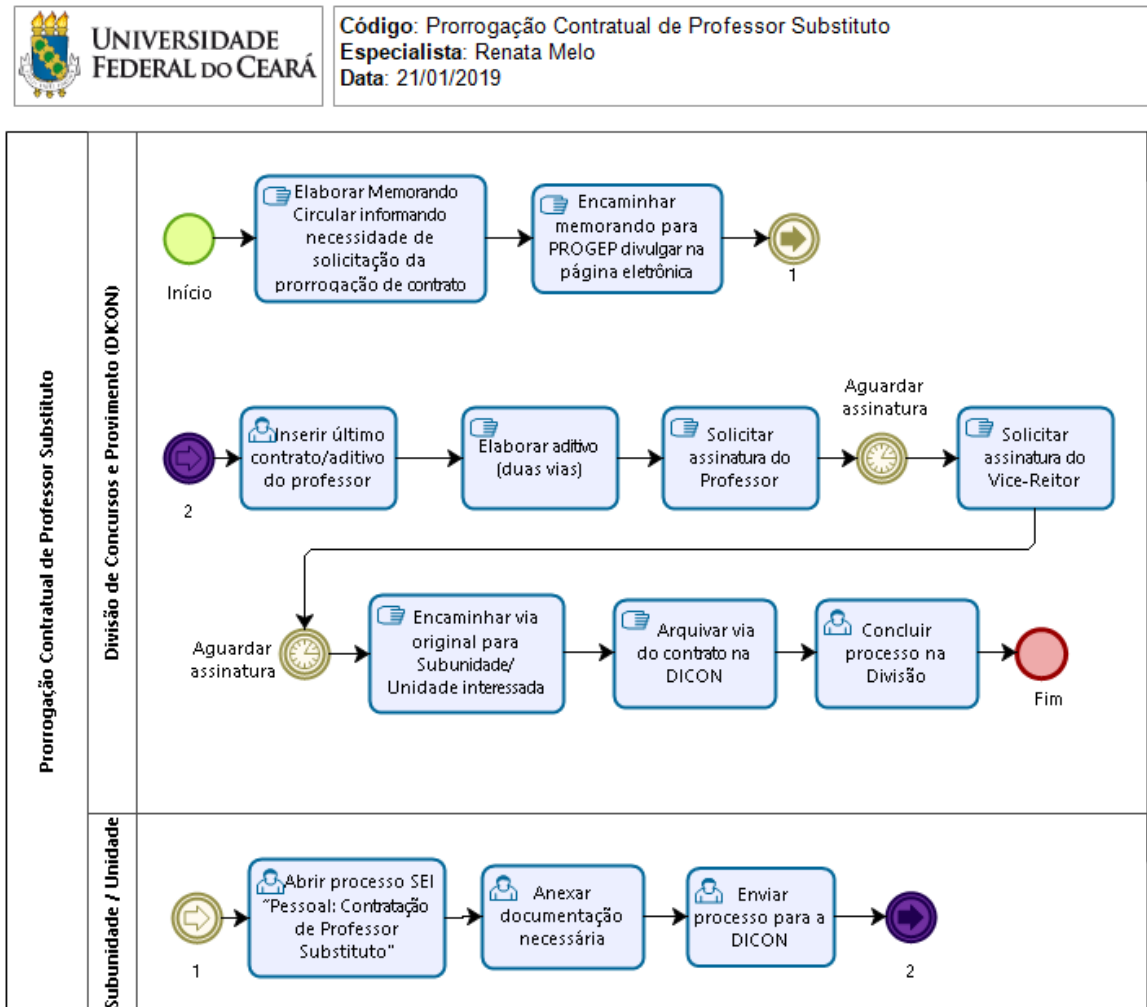 UNIVERSIDADE
FEDERAL DO CEARÁ
Código: Prorrogação Contratual de Professor Substituto
Especialista: Renata Melo
Data: 21/01/2019
Prorrogação Contratual de Professor Substituto
Divisão de Concursos e Provimento (DICON)
Início
Elaborar Memorando
Circular informando
necessidade de
solicitação da
prorrogação de contrato
Encaminhar
memorando para
PROGEP divulgar na
página eletrônica
1
2
Inserir último
contrato/aditivo
do professor
Elaborar aditivo
(duas vias)
Solicitar
assinatura do
Professor
Aguardar
assinatura
Solicitar
assinatura do
Vice-Reitor
Aguardar
assinatura
Encaminhar via
original para
Subunidade/
Unidade interessada
Arquivar via
do contrato na
DICON
Concluir
processo na
Divisão
Fim
Subunidade / Unidade
1
Abrir processo SEI
"Pessoal: Contratação
de Professor
Substituto"
Anexar
documentação
necessária
Enviar
processo para a
DICON
2